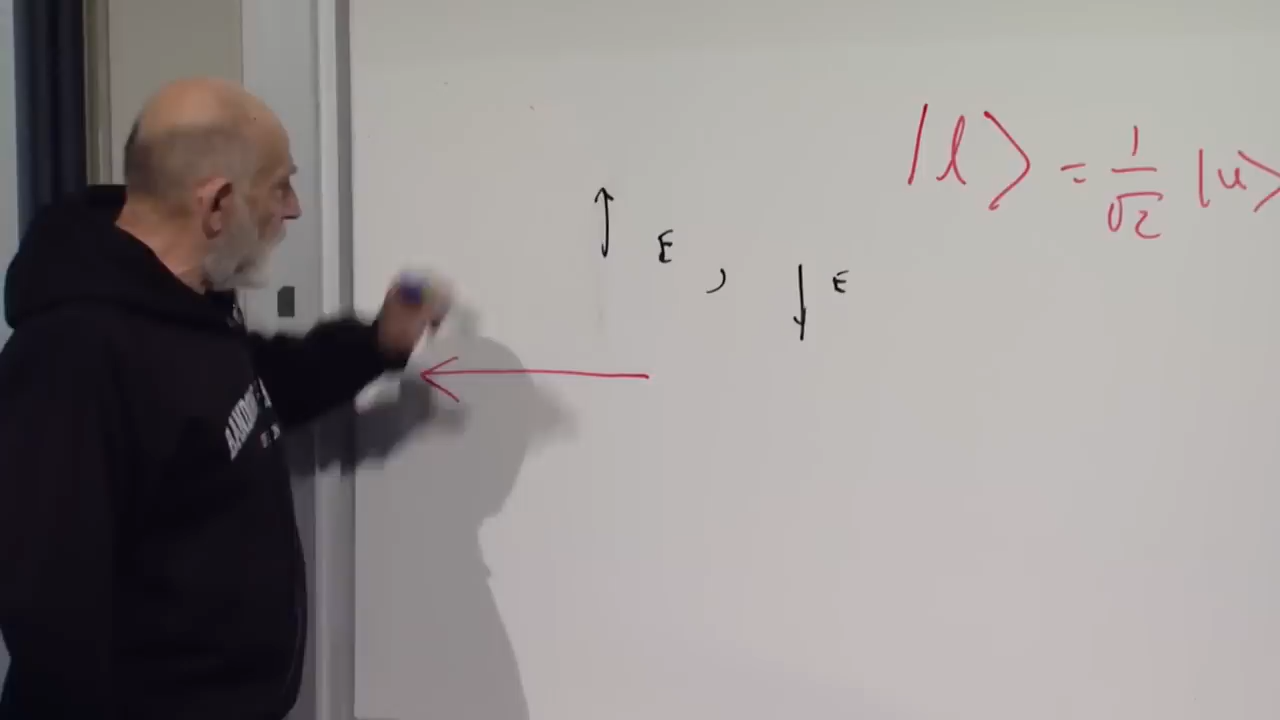 |l⟩ = 1/√2 |u⟩
E , E